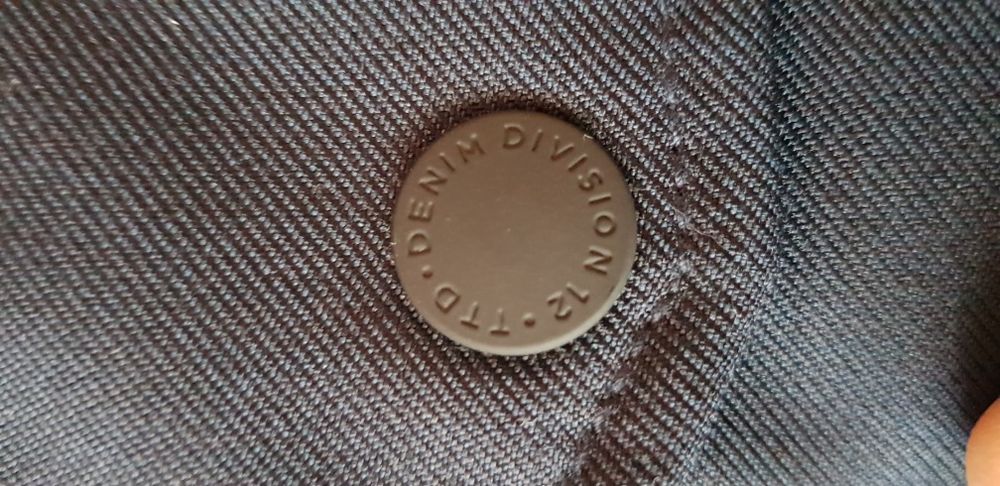 DENIM DIVISION 12 • TTD •